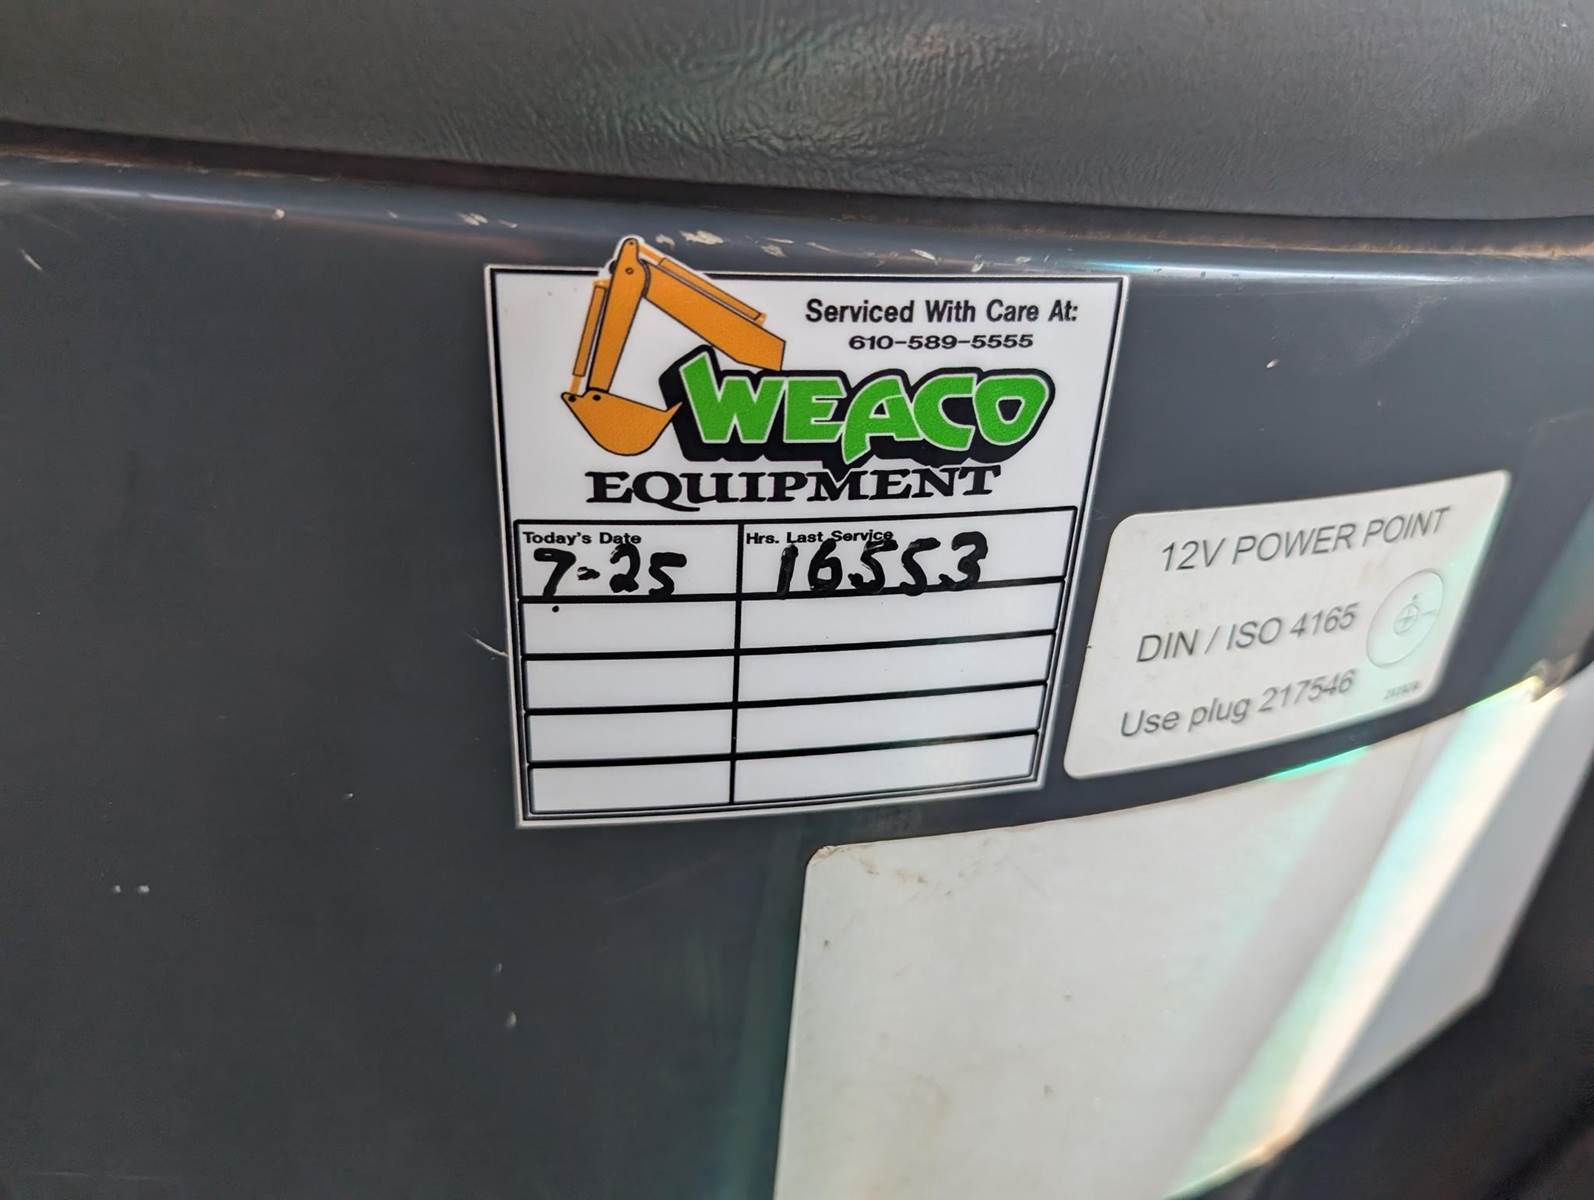 Serviced With Care At:
610-589-5555
WEACO
EQUIPMENT
Today's Date
Hrs. Last Service
7-25
16553
12V POWER POINT
DIN / ISO 4165
Use plug 217546